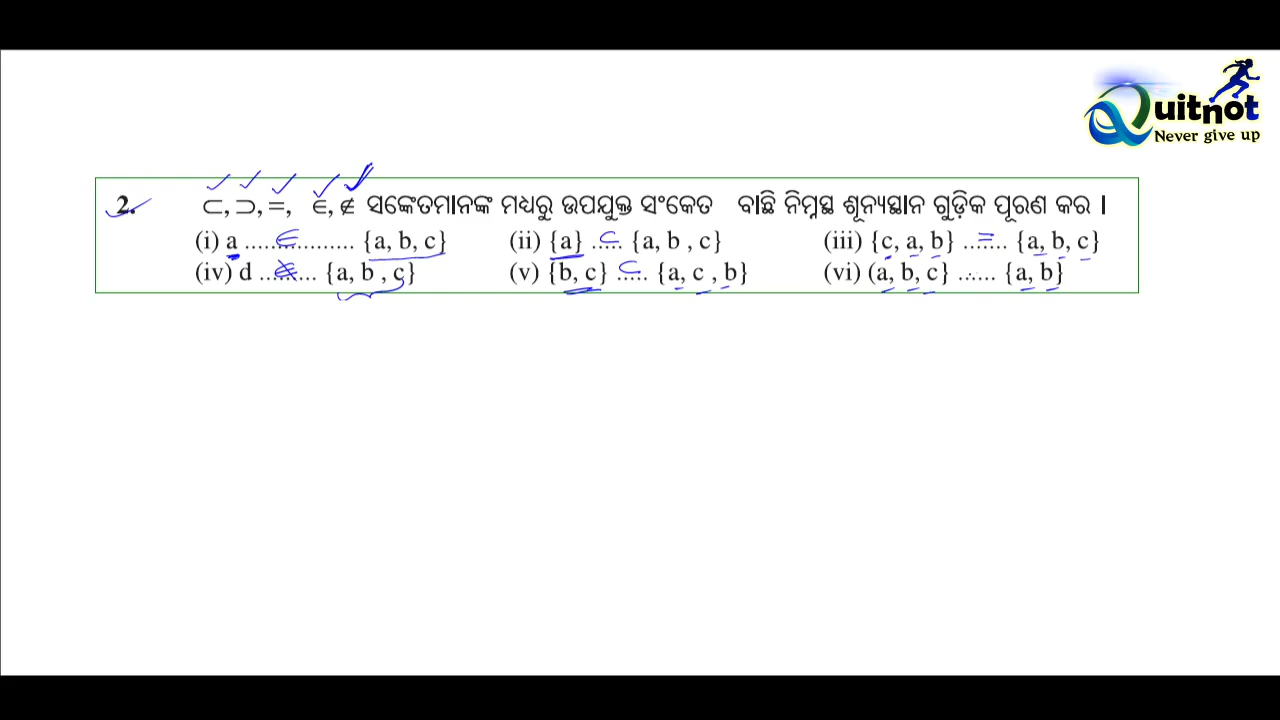 Quitnot
Never give up
2. ⊂, ⊃, =, ∈, ∉ ସଙ୍କେତମାନଙ୍କ ମଧ୍ୟରୁ ଉପଯୁକ୍ତ ସଂକେତ ବାଛି ନିମ୍ନସ୍ଥ ଶୂନ୍ୟସ୍ଥାନ ଗୁଡ଼ିକ ପୂରଣ କର ।
(i) a ......∈...... {a, b, c} (ii) {a} ..⊂... {a, b , c} (iii) {c, a, b} ...=.... {a, b, c}
(iv) d ...∉... {a, b , c} (v) {b, c} ..⊂... {a, c , b} (vi) (a, b, c} ....... {a, b}